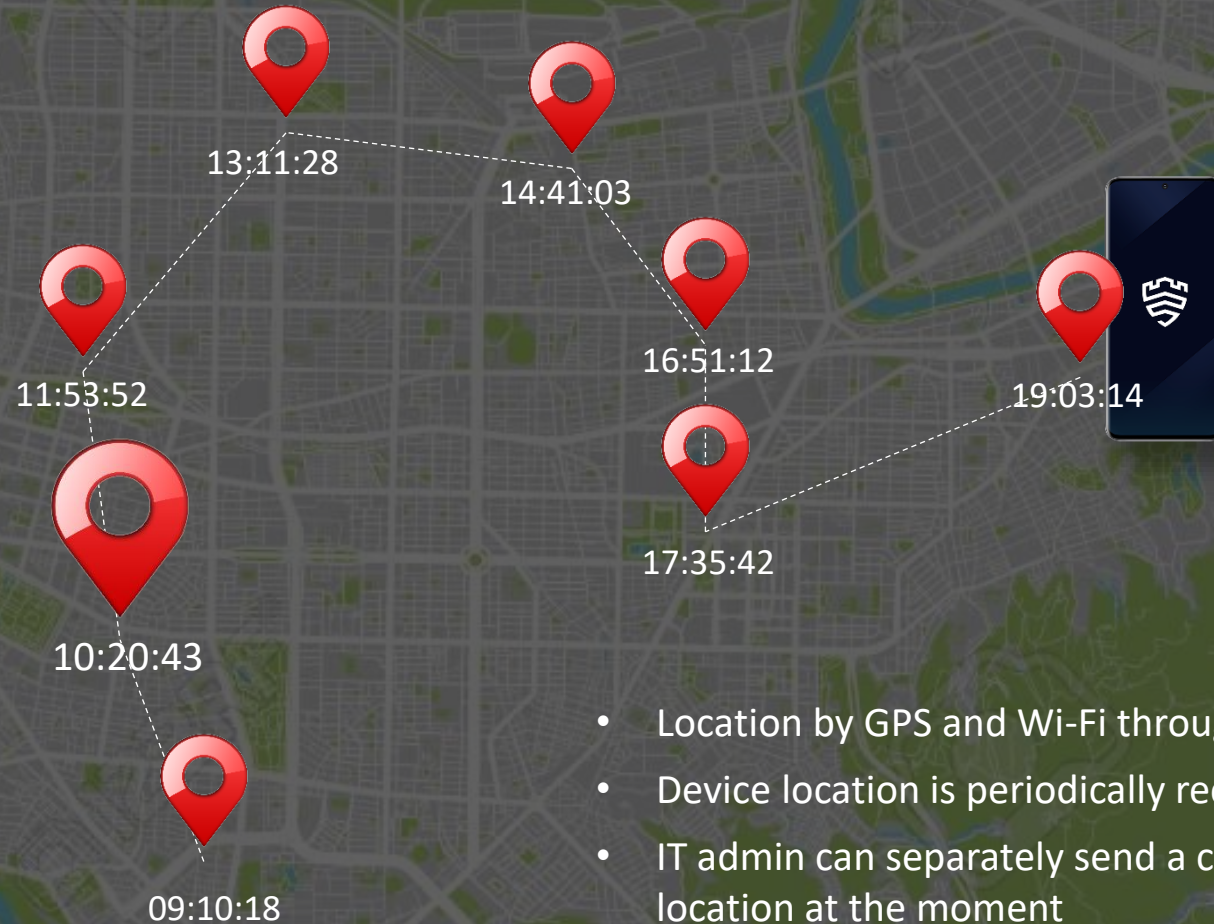 13:11:28
14:41:03
16:51:12
11:53:52
19:03:14
17:35:42
10:20:43
• Location by GPS and Wi-Fi
• Device location is periodically
• IT admin can separately send a
location at the moment
09:10:18